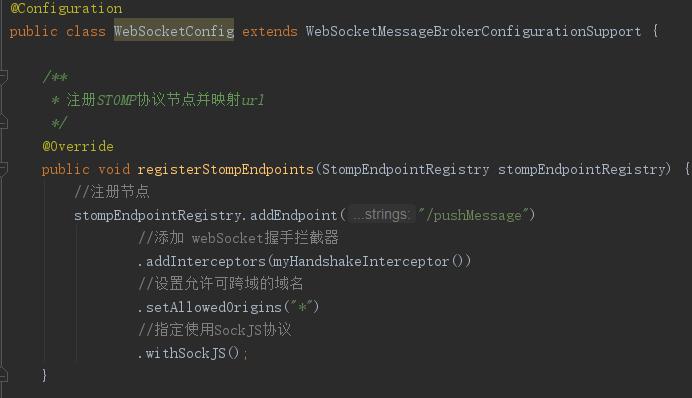 @Configuration
public class WebSocketConfig extends WebSocketMessageBrokerConfigurationSupport {
/**
* 注册STOMP协议节点并映射url
*/
@Override
public void registerStompEndpoints(StompEndpointRegistry stompEndpointRegistry) {
//注册节点
stompEndpointRegistry.addEndpoint( ...strings: "/pushMessage")
//添加 webSocket握手拦截器
.addInterceptors(myHandshakeInterceptor())
//设置允许可跨域的域名
.setAllowedOrigins("*")
//指定使用SockJS协议
.withSockJS();
}